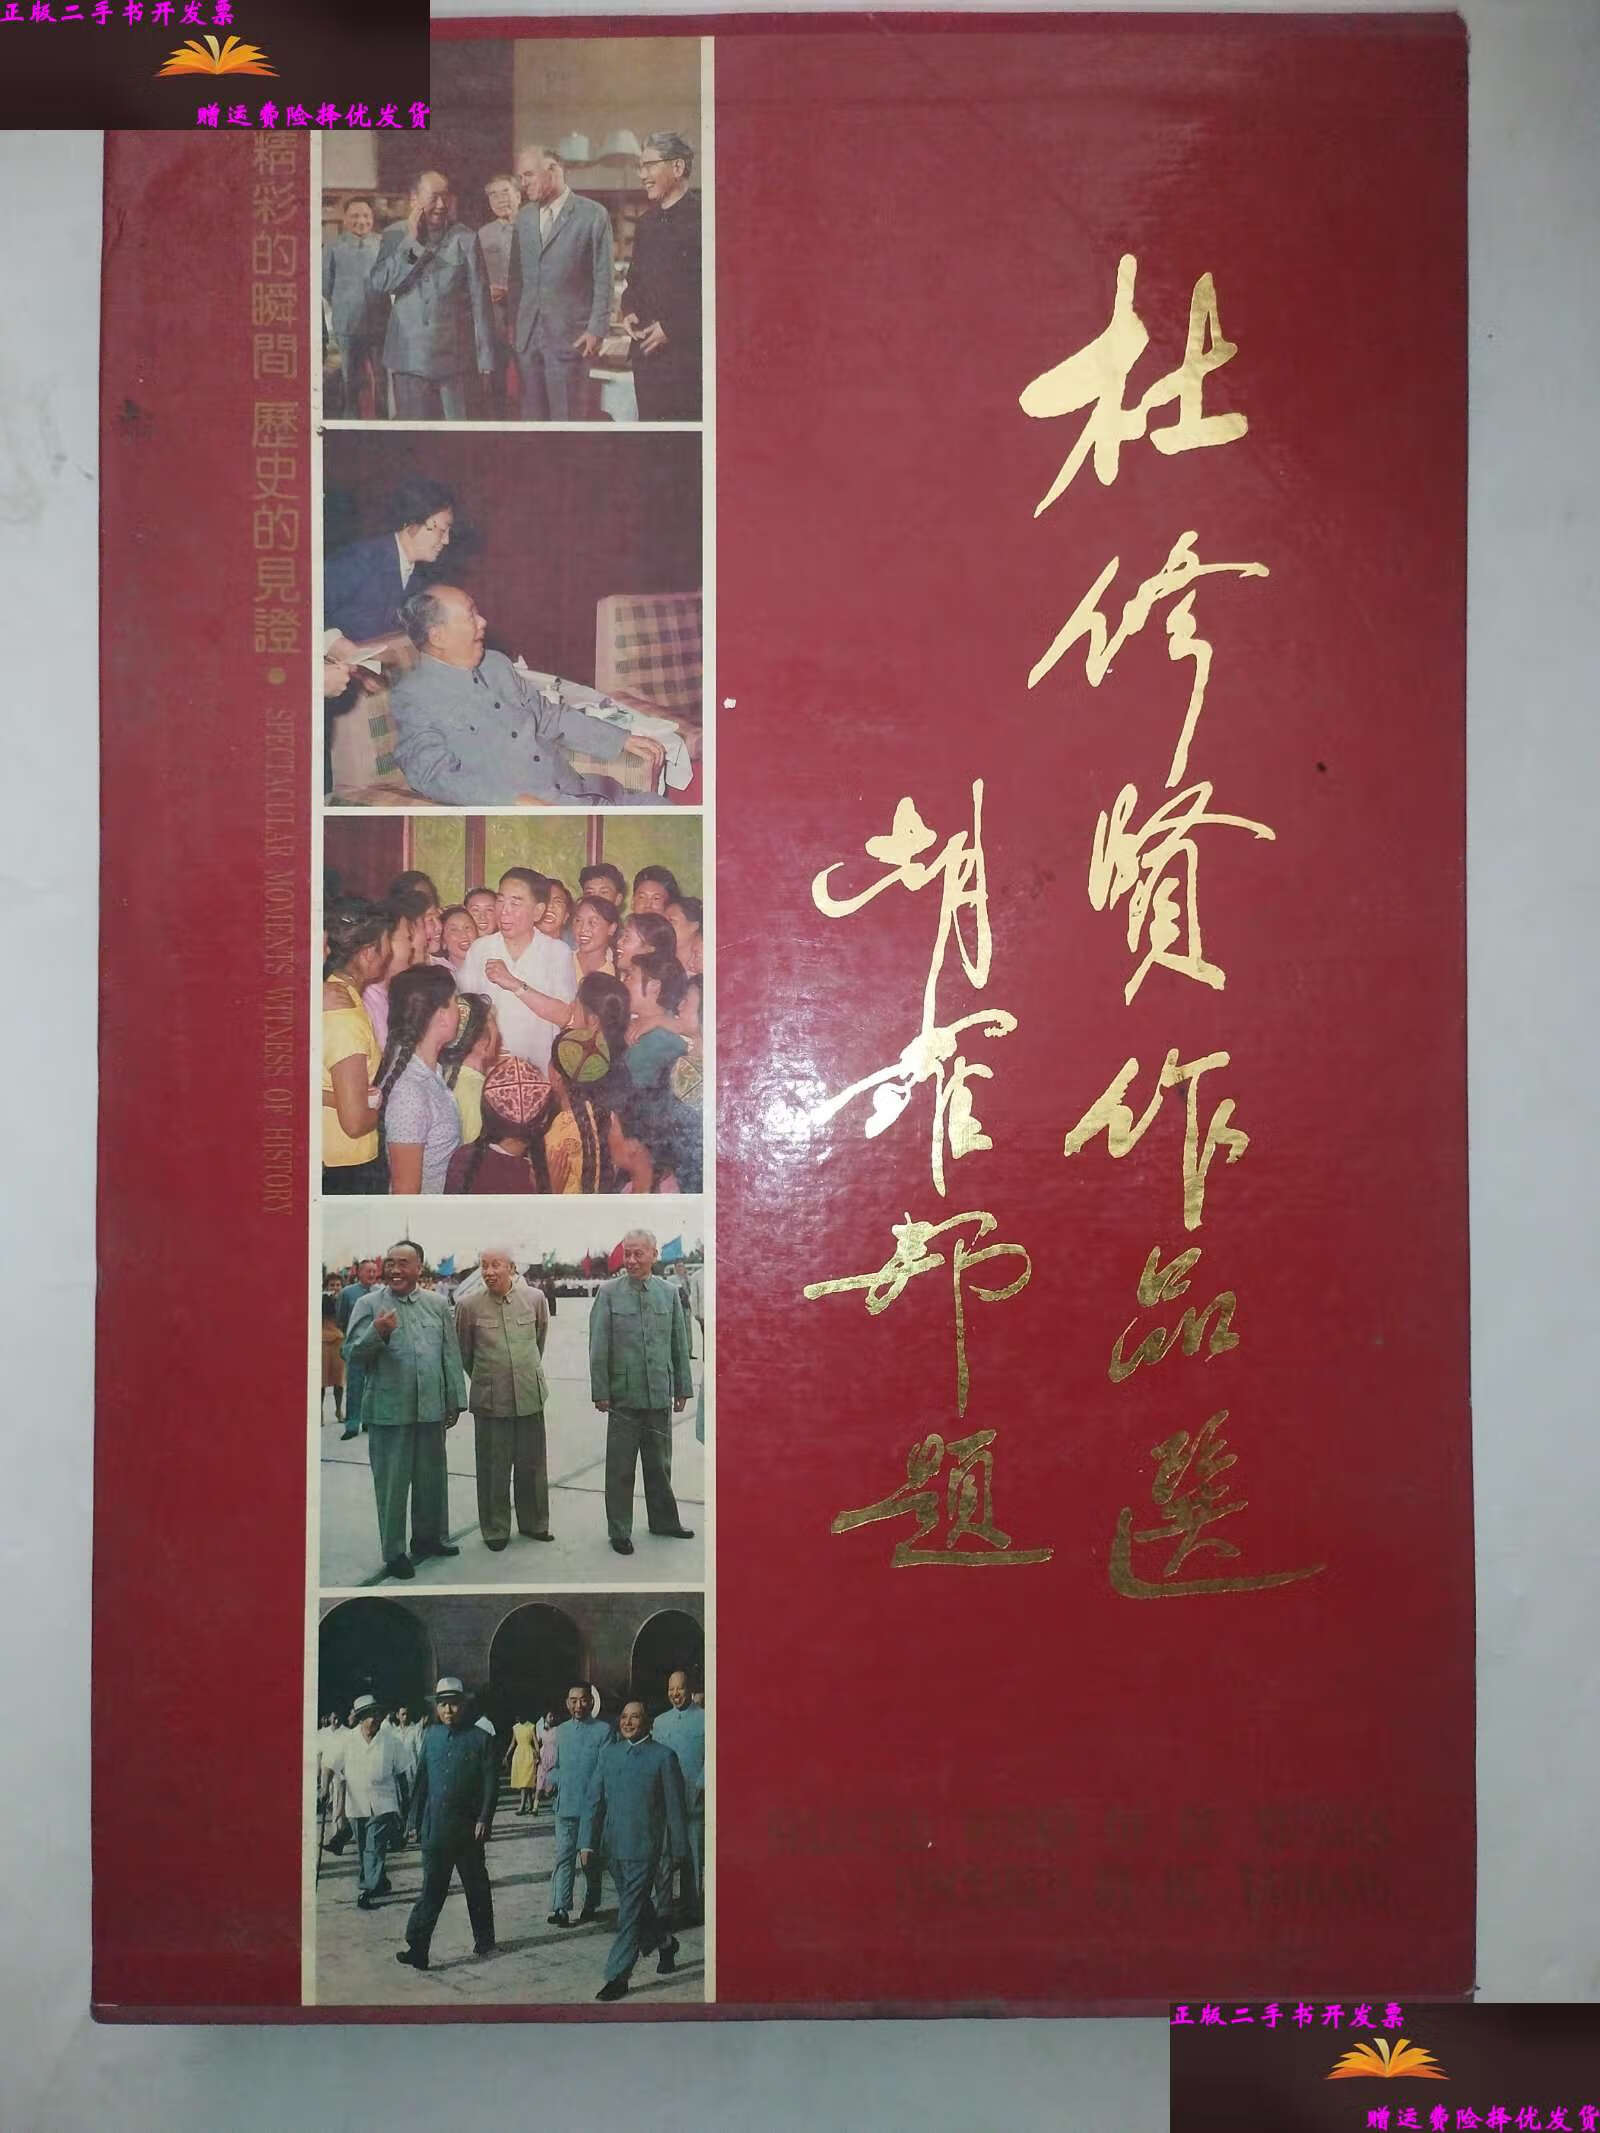 正版二手书开发票
赠运费险择优发货
精彩的瞬間 歷史的見證·SPECTACULAR MOMENTS WITNESS OF HISTORY
杜修賢作品選
胡耀邦題
正版二手书开发票
赠运费险择优发货